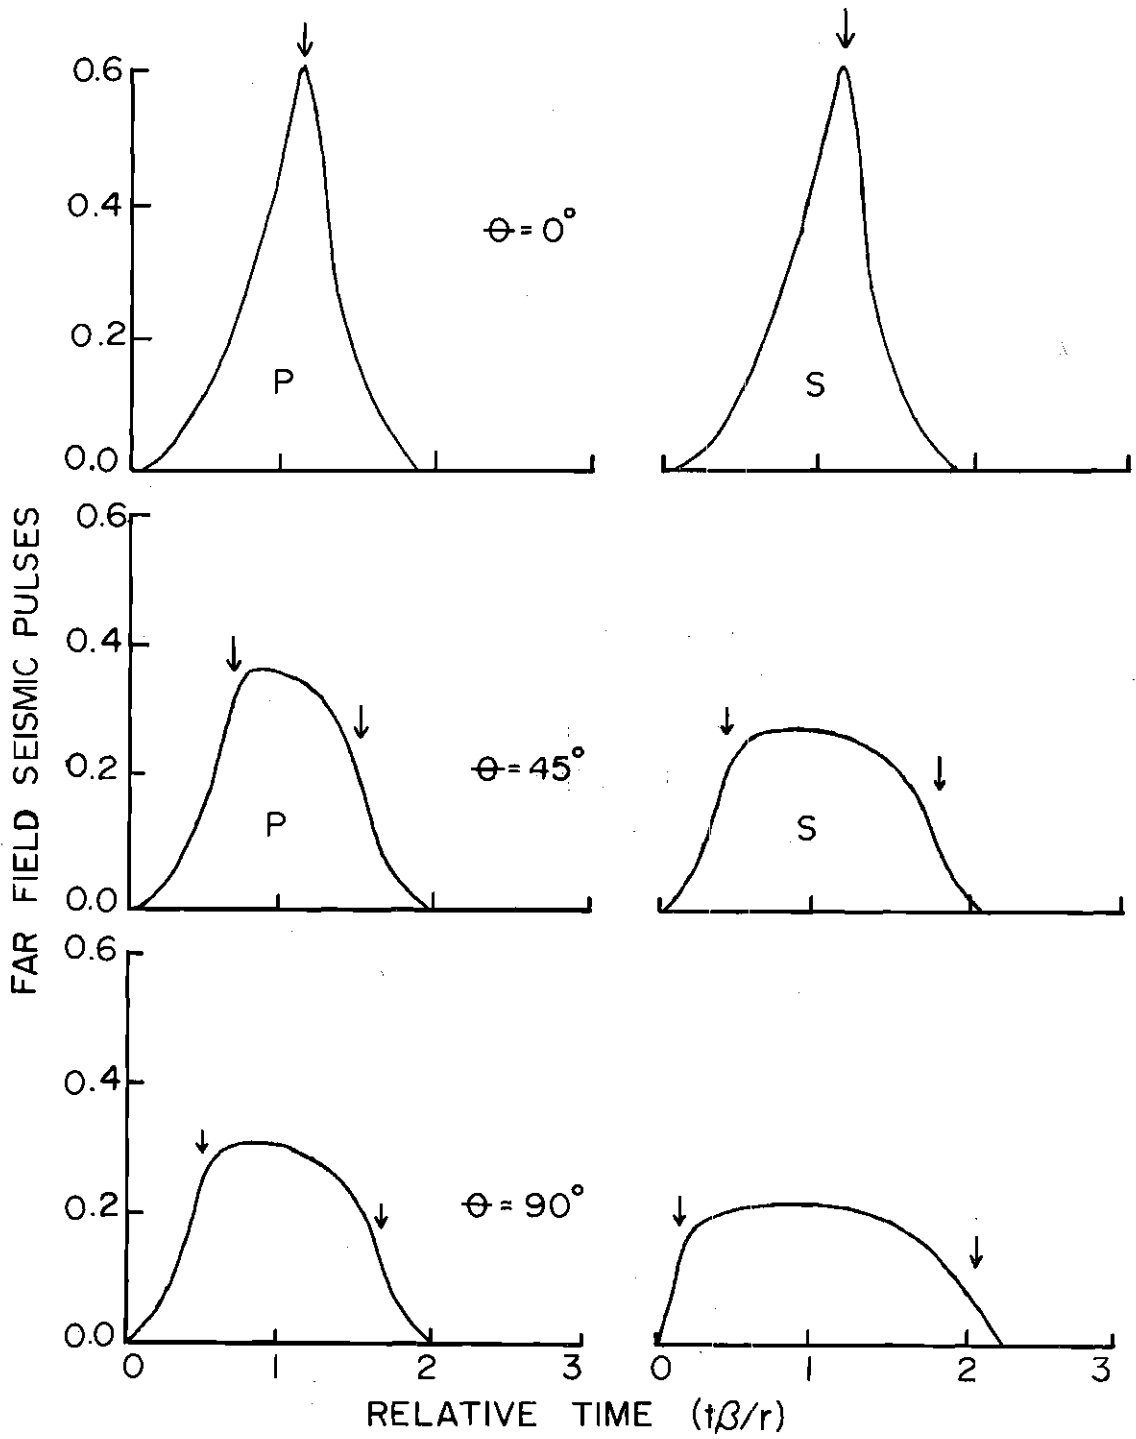 FAR FIELD SEISMIC PULSES
0.6
0.4
0.2
0.0
P
θ = 0°
S
0.6
0.4
0.2
0.0
P
θ = 45°
S
0.6
0.4
0.2
0.0
θ = 90°
0 1 2 3
0 1 2 3
RELATIVE TIME (tβ/r)